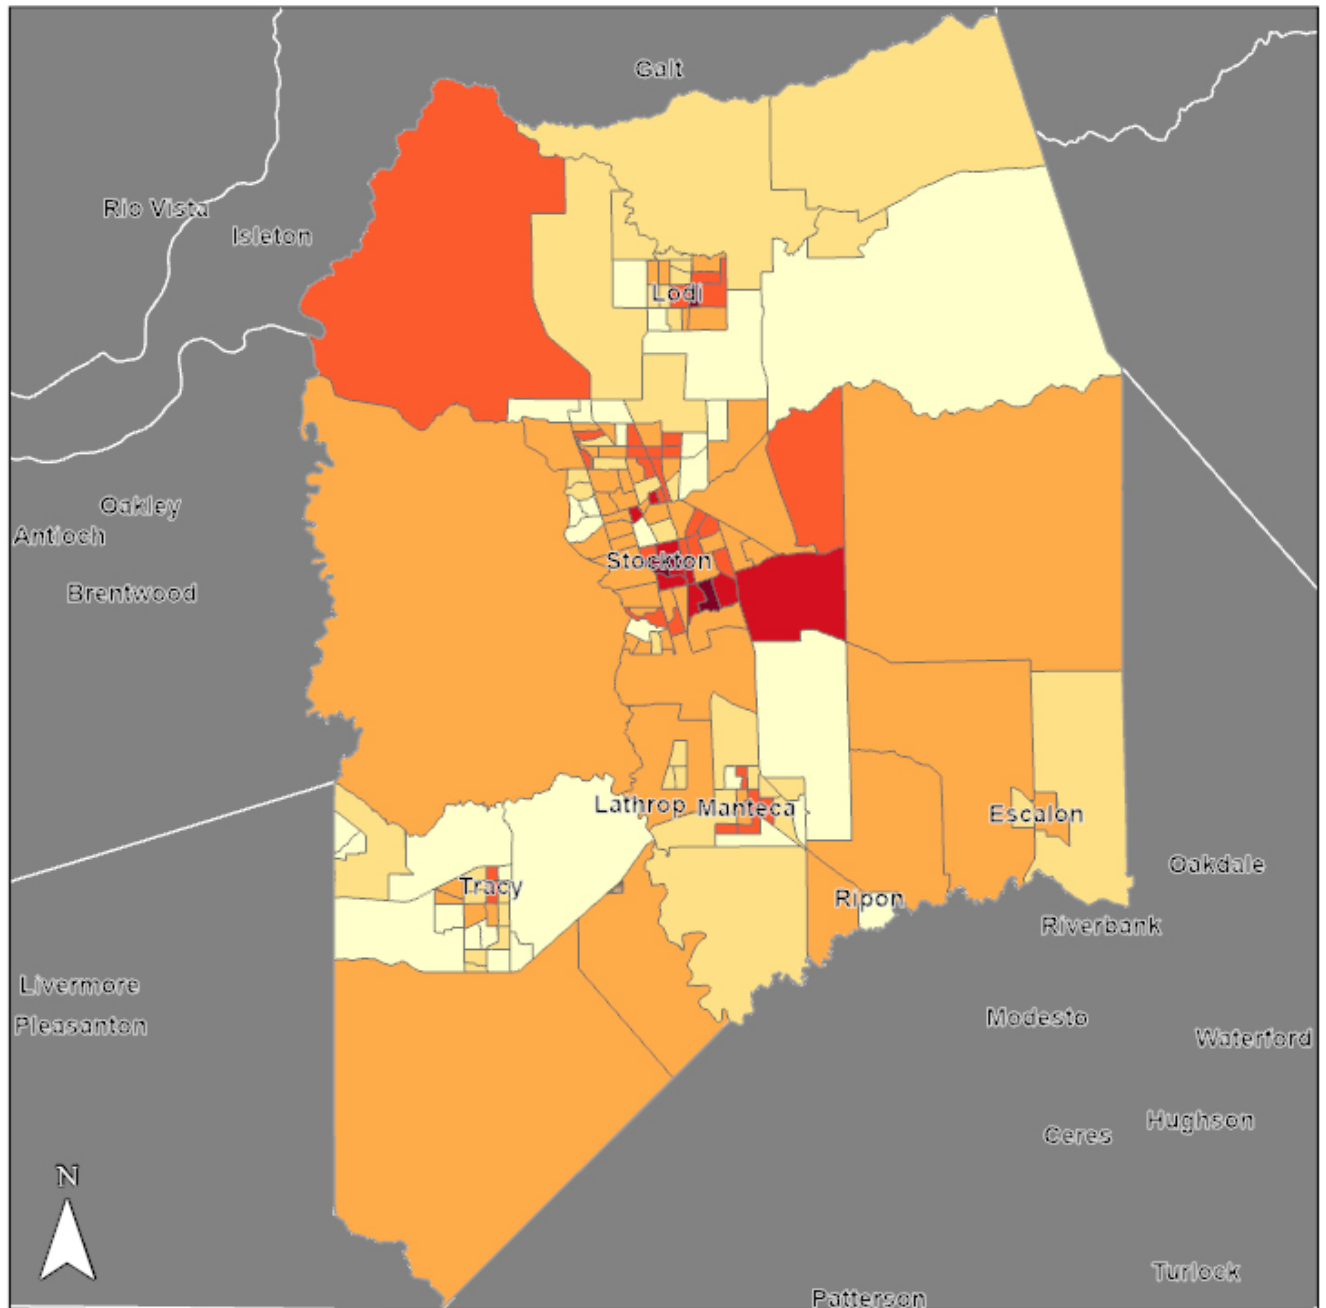 Galt
Rio Vista
Isleton
Lodi
Oakley
Antioch
Stockton
Brentwood
Lathrop Manteca
Escalon
Oakdale
Tracy
Ripon
Riverbank
Livermore
Modesto
Pleasanton
Waterford
Hughson
Ceres
N
Turlock
Patterson